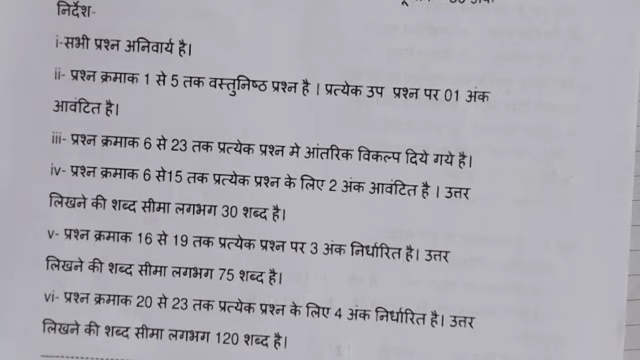 निर्देश-
i-सभी प्रश्न अनिवार्य है।
ii- प्रश्न क्रमाक 1 से 5 तक वस्तुनिष्ठ प्रश्न है । प्रत्येक उप प्रश्न पर 01 अंक
आवंटित है।
iii- प्रश्न क्रमाक 6 से 23 तक प्रत्येक प्रश्न मे आंतरिक विकल्प दिये गये है।
iv- प्रश्न क्रमाक 6 से15 तक प्रत्येक प्रश्न के लिए 2 अंक आवंटित है । उत्तर
लिखने की शब्द सीमा लगभग 30 शब्द है।
v- प्रश्न क्रमाक 16 से 19 तक प्रत्येक प्रश्न पर 3 अंक निर्धारित है। उत्तर
लिखने की शब्द सीमा लगभग 75 शब्द है।
vi- प्रश्न क्रमाक 20 से 23 तक प्रत्येक प्रश्न के लिए 4 अंक निर्धारित है। उत्तर
लिखने की शब्द सीमा लगभग 120 शब्द है।